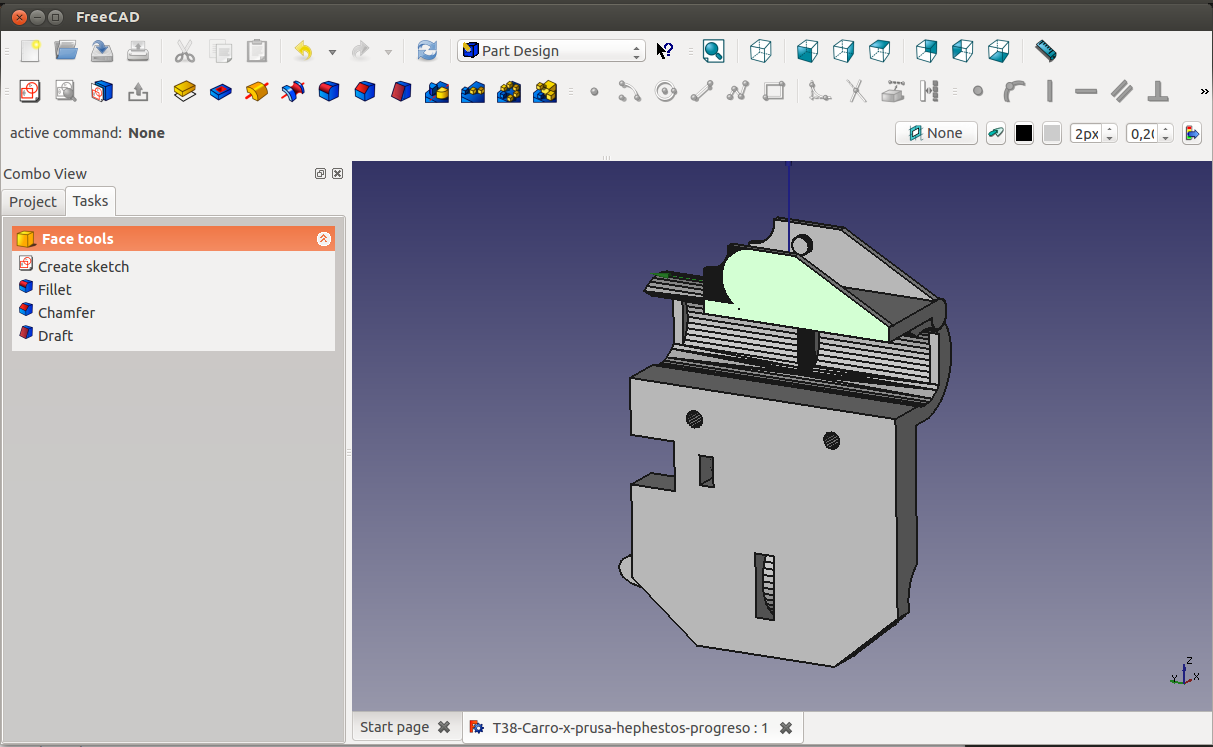 FreeCAD
Part Design
active command: None
None
2px
0,20
Combo View
Project
Tasks
Face tools
Create sketch
Fillet
Chamfer
Draft
Z
Y
X
Start page
T38-Carro-x-prusa-hephestos-progreso : 1